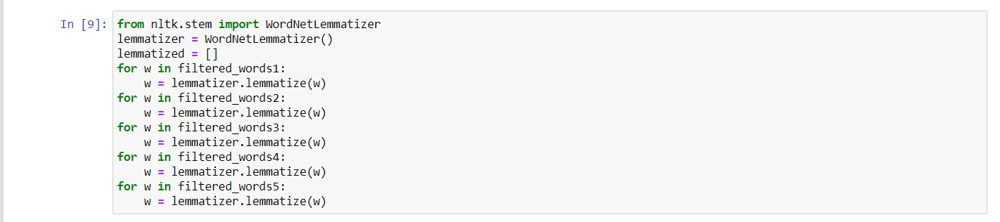 In [9]: from nltk.stem import WordNetLemmatizer
lemmatizer = WordNetLemmatizer()
lemmatized = []
for w in filtered_words1:
    w = lemmatizer.lemmatize(w)
for w in filtered_words2:
    w = lemmatizer.lemmatize(w)
for w in filtered_words3:
    w = lemmatizer.lemmatize(w)
for w in filtered_words4:
    w = lemmatizer.lemmatize(w)
for w in filtered_words5:
    w = lemmatizer.lemmatize(w)